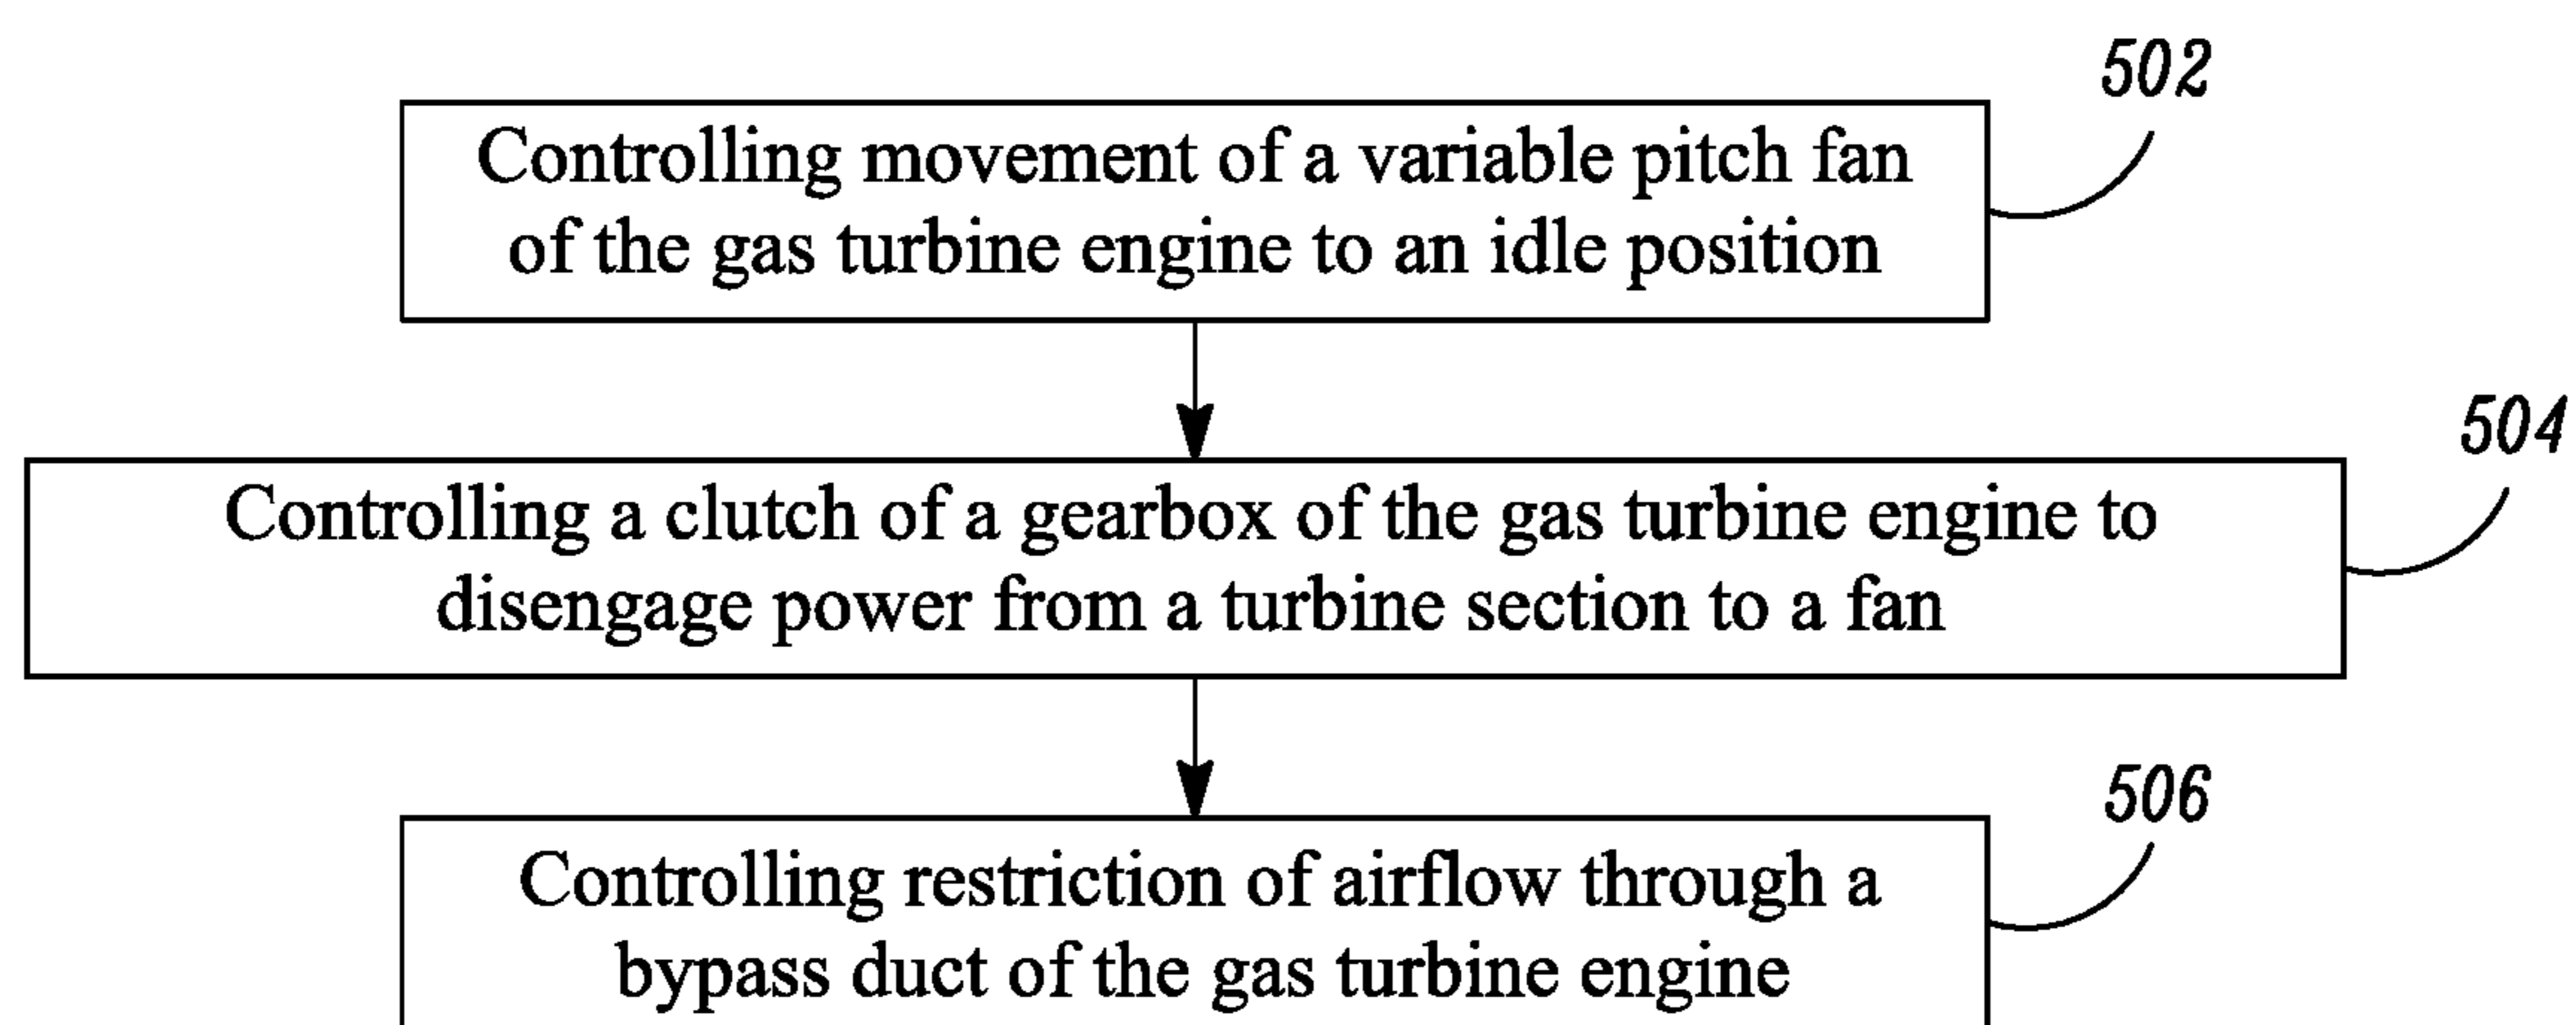 502
Controlling movement of a variable pitch fan
of the gas turbine engine to an idle position
504
Controlling a clutch of a gearbox of the gas turbine engine to
disengage power from a turbine section to a fan
506
Controlling restriction of airflow through a
bypass duct of the gas turbine engine